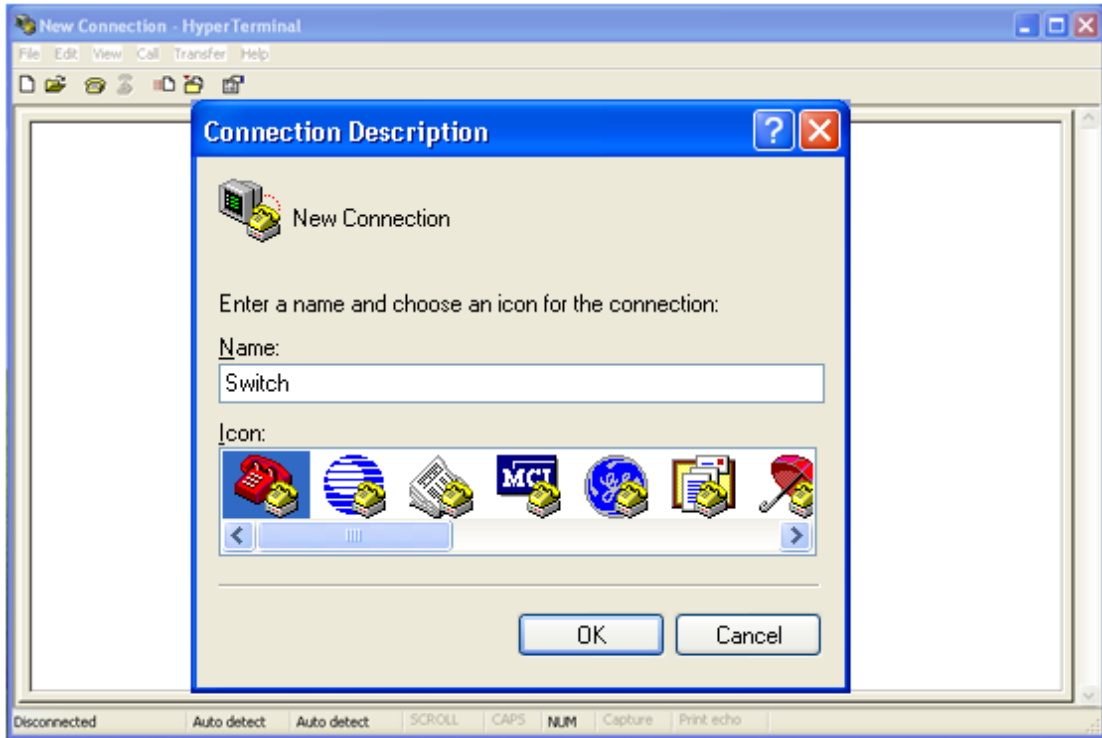 New Connection - HyperTerminal
File Edit View Call Transfer Help
Connection Description
New Connection
Enter a name and choose an icon for the connection:
Name:
Switch
Icon:
MCI
OK Cancel
Disconnected Auto detect Auto detect SCROLL CAPS NUM Capture Print echo